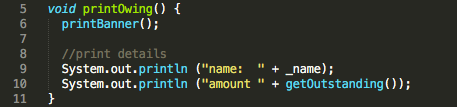 5 void printOwing() {
6   printBanner();
7
8   //print details
9   System.out.println ("name:  " + _name);
10   System.out.println ("amount " + getOutstanding());
11 }